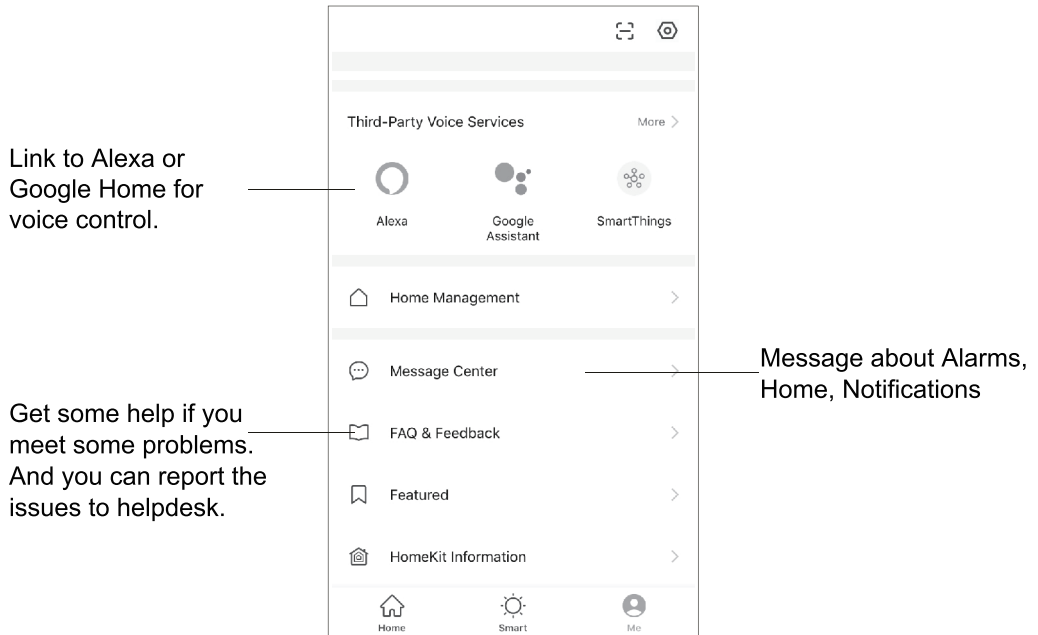 Third-Party Voice Services
More
Link to Alexa or
Google Home for
voice control.
Alexa
Google
Assistant
SmartThings
Home Management
Message Center
Message about Alarms,
Home, Notifications
Get some help if you
meet some problems.
And you can report the
issues to helpdesk.
FAQ & Feedback
Featured
HomeKit Information
Home
Smart
Me